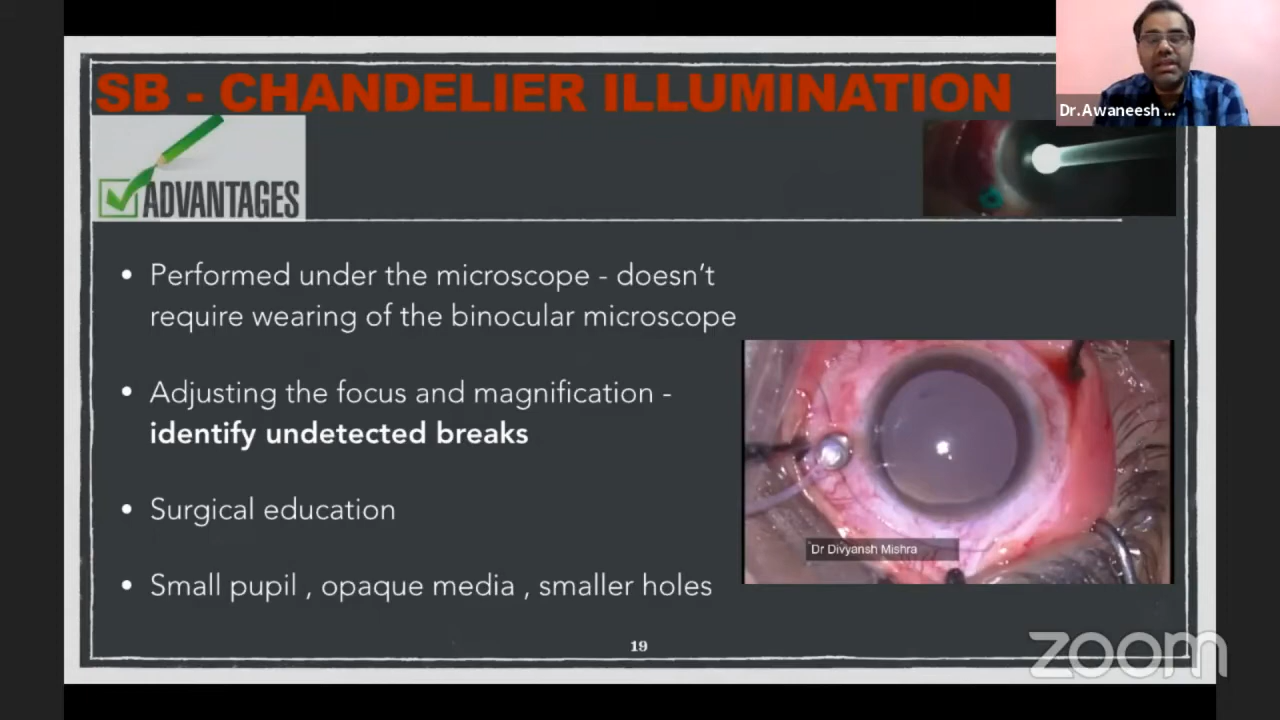 SB - CHANDELIER ILLUMINATION
Dr.Awaneesh ...
ADVANTAGES
• Performed under the microscope - doesn't
require wearing of the binocular microscope
• Adjusting the focus and magnification -
identify undetected breaks
• Surgical education
• Small pupil , opaque media , smaller holes
Dr Divyansh Mishra
19
zoom